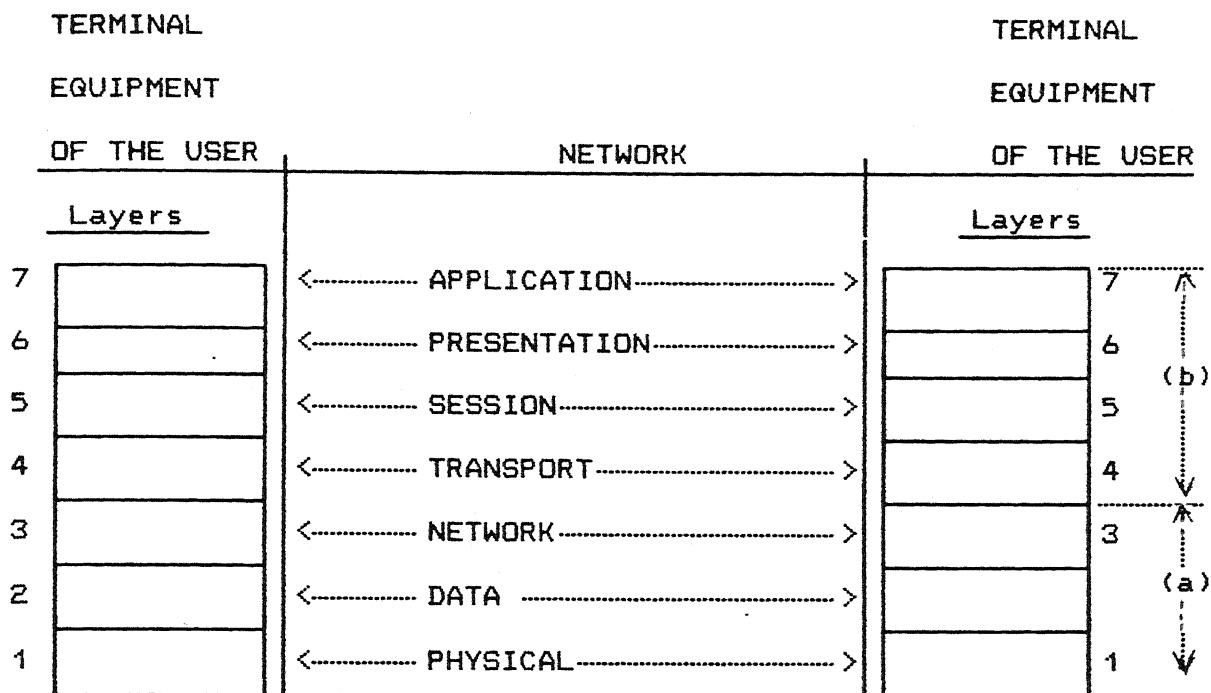 TERMINAL TERMINAL
EQUIPMENT EQUIPMENT
OF THE USER NETWORK OF THE USER
Layers Layers
7 <------ APPLICATION ------> 7
6 <------ PRESENTATION ------> 6
(b)
5 <------ SESSION ------> 5
4 <------ TRANSPORT ------> 4
3 <------ NETWORK ------> 3
2 <------ DATA ------> (a)
1 <------ PHYSICAL ------> 1